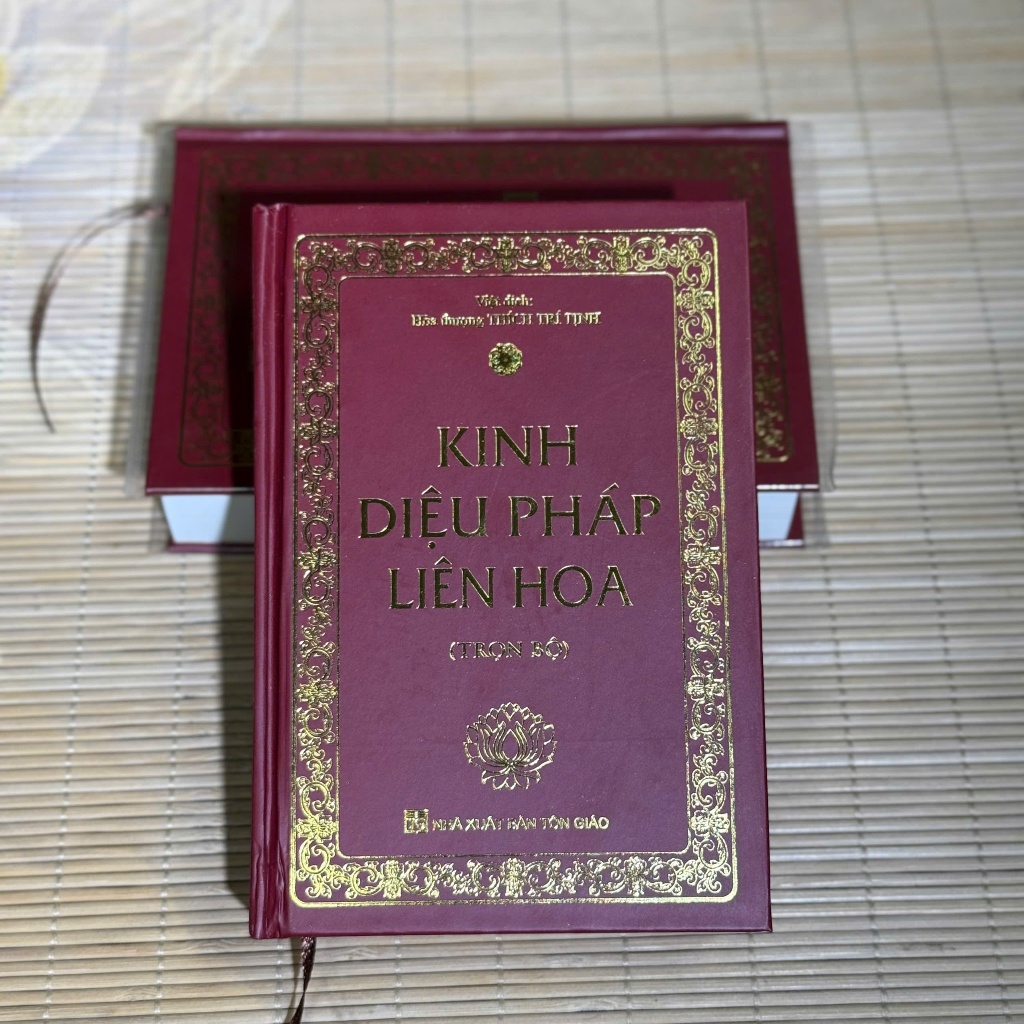 Việt dịch:
Hòa thượng THÍCH TRÍ TỊNH
KINH
DIỆU PHÁP
LIÊN HOA
(TRỌN BỘ)
NHÀ XUẤT BẢN TÔN GIÁO